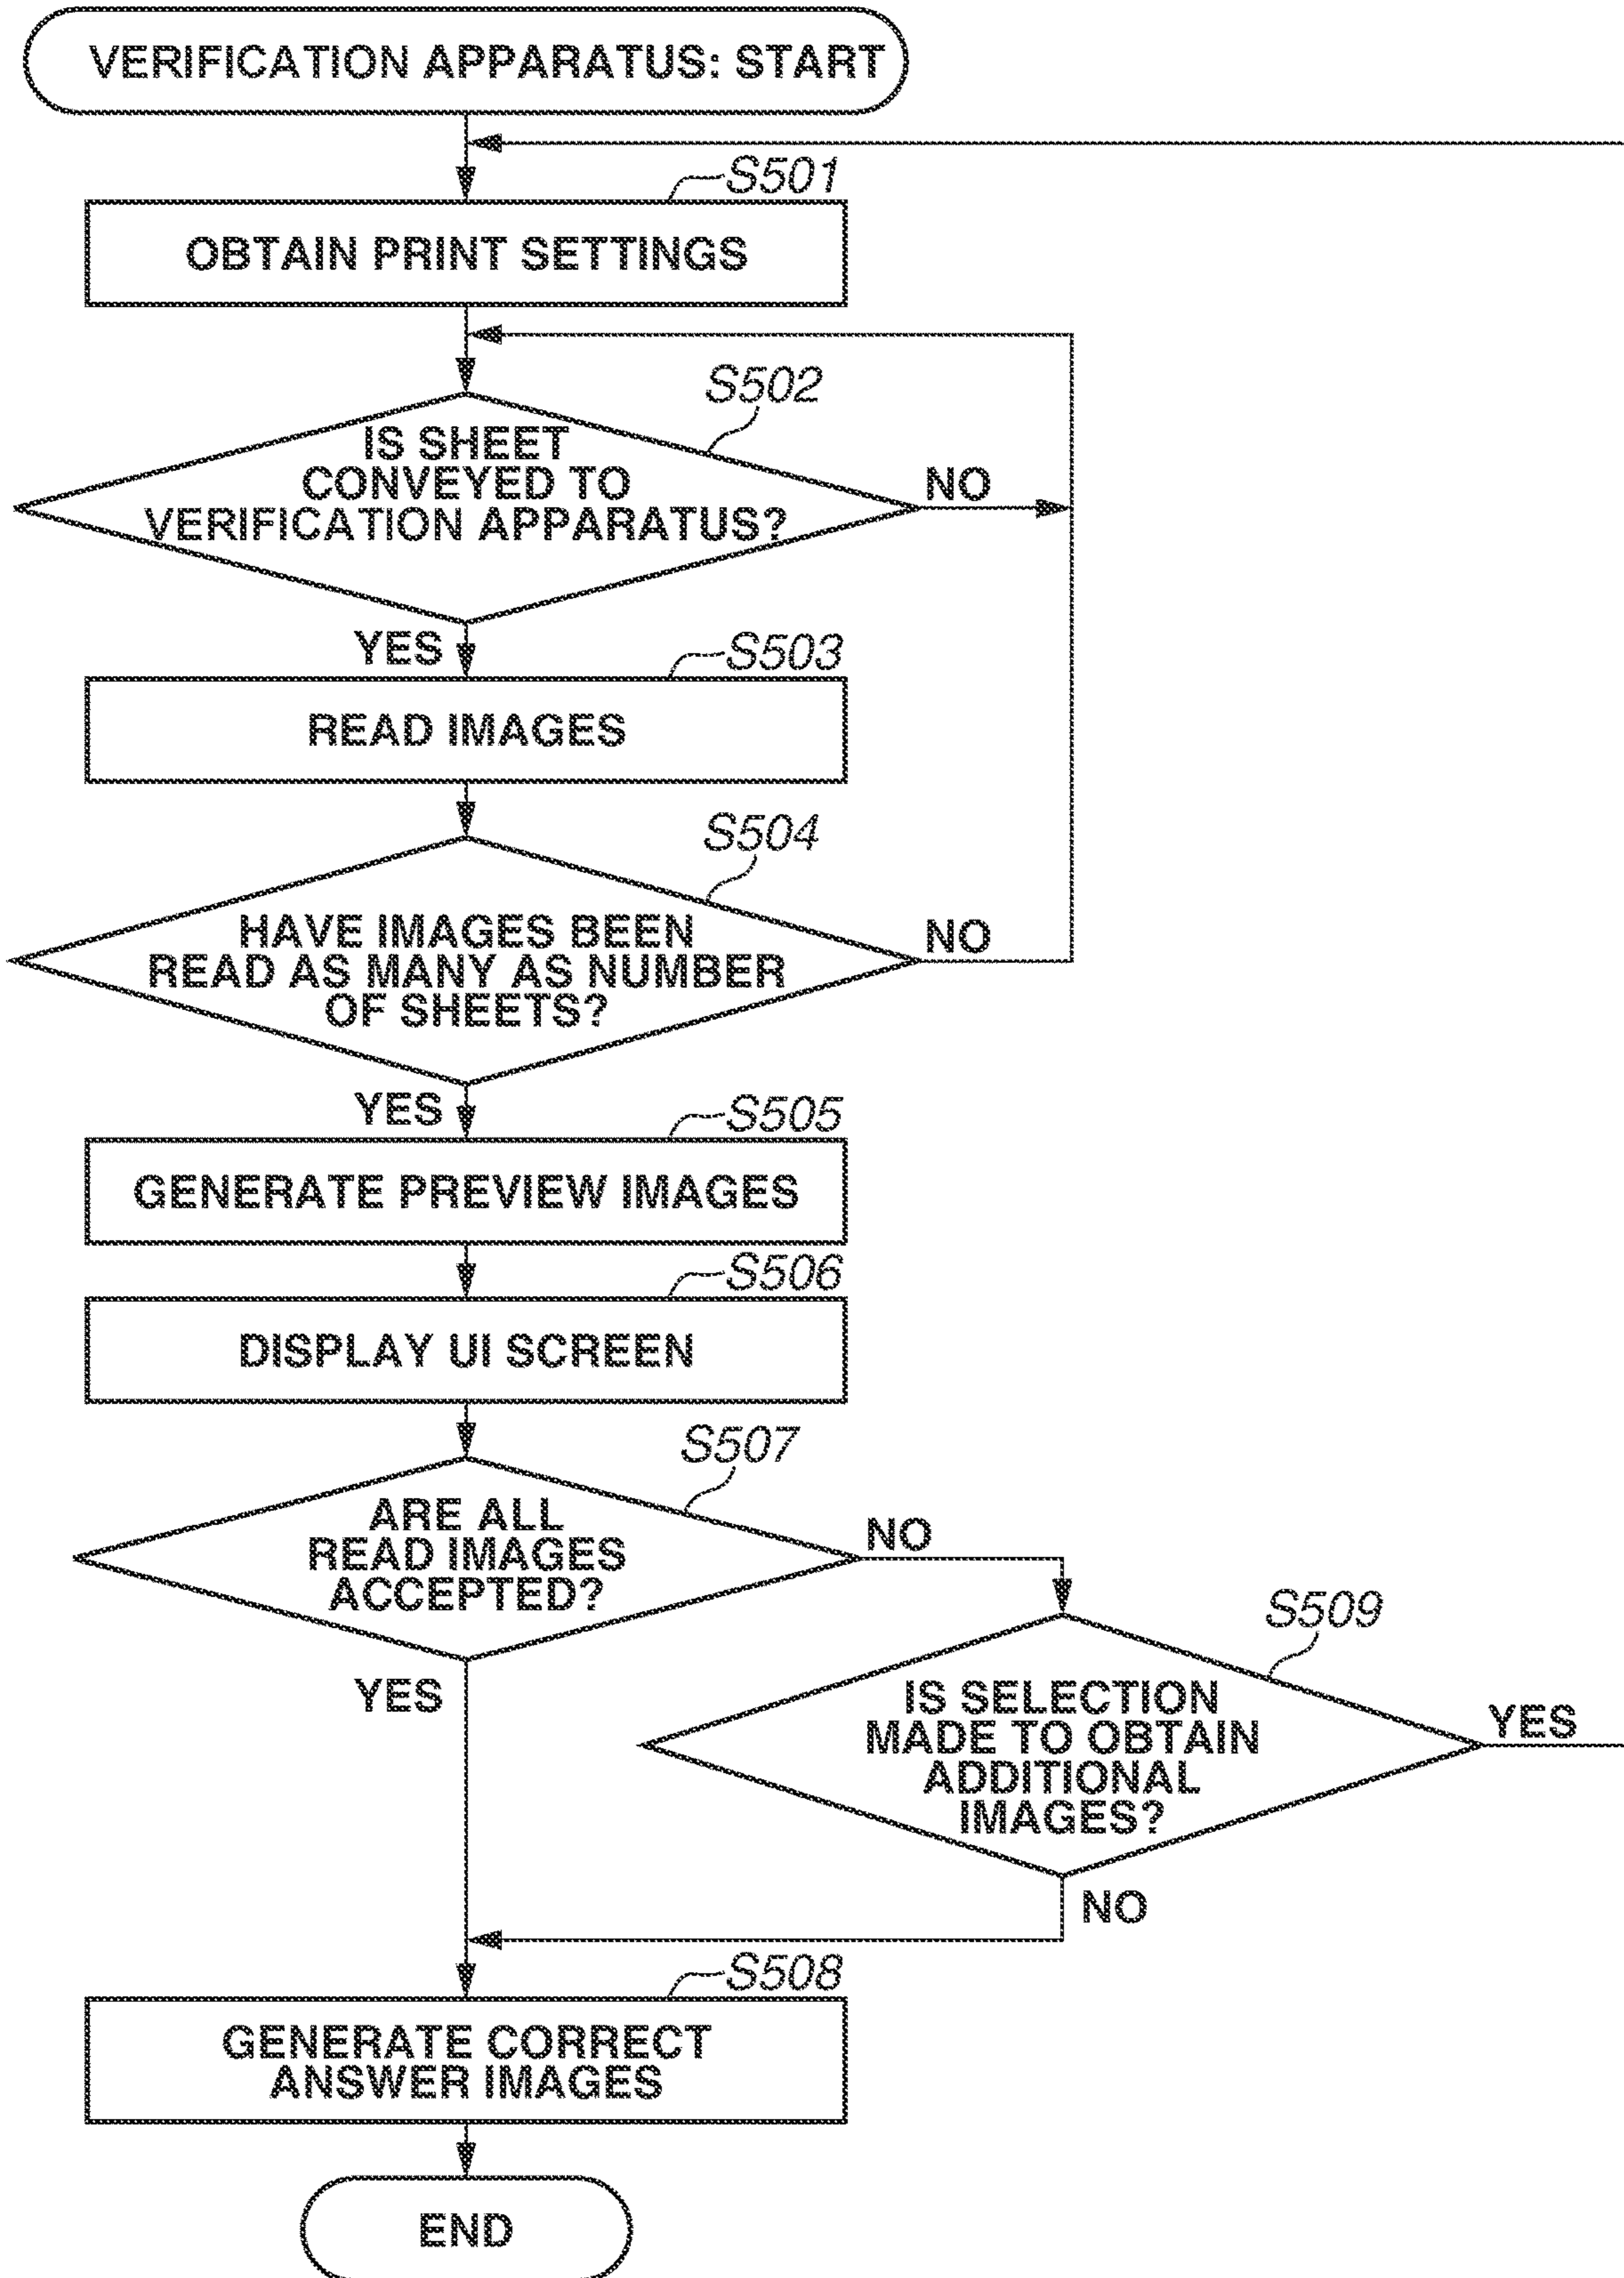 VERIFICATION APPARATUS: START
S501
OBTAIN PRINT SETTINGS
S502
IS SHEET
CONVEYED TO
VERIFICATION APPARATUS?
NO
YES
S503
READ IMAGES
S504
HAVE IMAGES BEEN
READ AS MANY AS NUMBER
OF SHEETS?
NO
YES
S505
GENERATE PREVIEW IMAGES
S506
DISPLAY UI SCREEN
S507
ARE ALL
READ IMAGES
ACCEPTED?
NO
YES
S509
IS SELECTION
MADE TO OBTAIN
ADDITIONAL
IMAGES?
YES
NO
S508
GENERATE CORRECT
ANSWER IMAGES
END